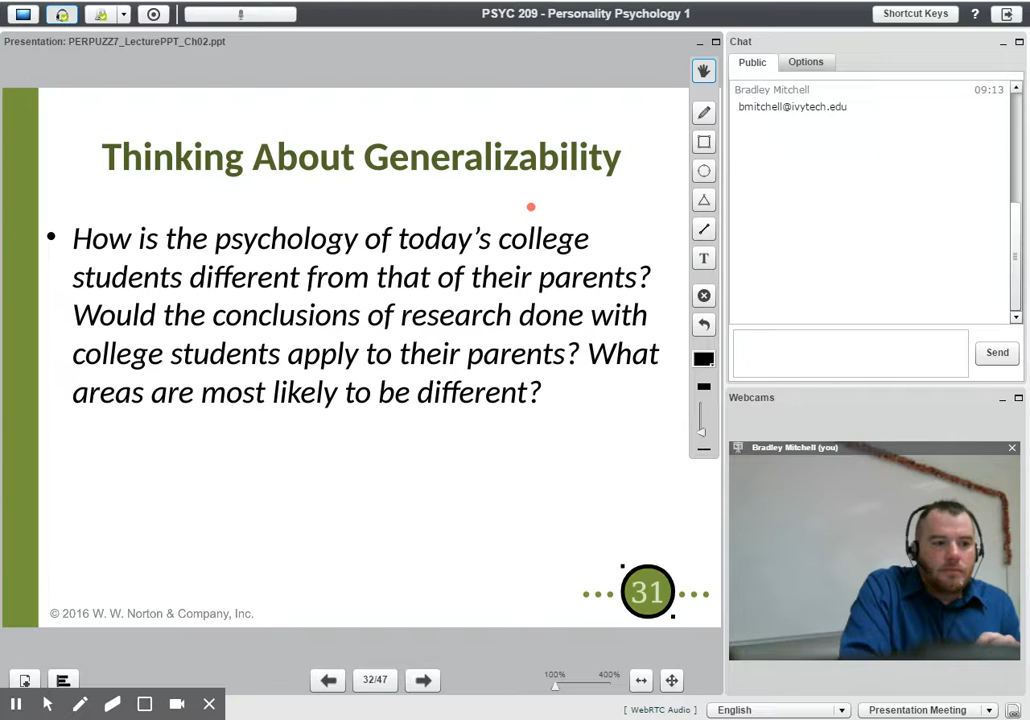 PSYC 209 - Personality Psychology 1
Shortcut Keys
?
Presentation: PERPUZZ7_LecturePPT_Ch02.ppt
Thinking About Generalizability
• How is the psychology of today’s college
students different from that of their parents?
Would the conclusions of research done with
college students apply to their parents? What
areas are most likely to be different?
31
© 2016 W. W. Norton & Company, Inc.
T
32/47
100%
400%
Chat
Public
Options
Bradley Mitchell 09:13
bmitchell@ivytech.edu
Send
Webcams
Bradley Mitchell (you)
[ WebRTC Audio ]
English
Presentation Meeting